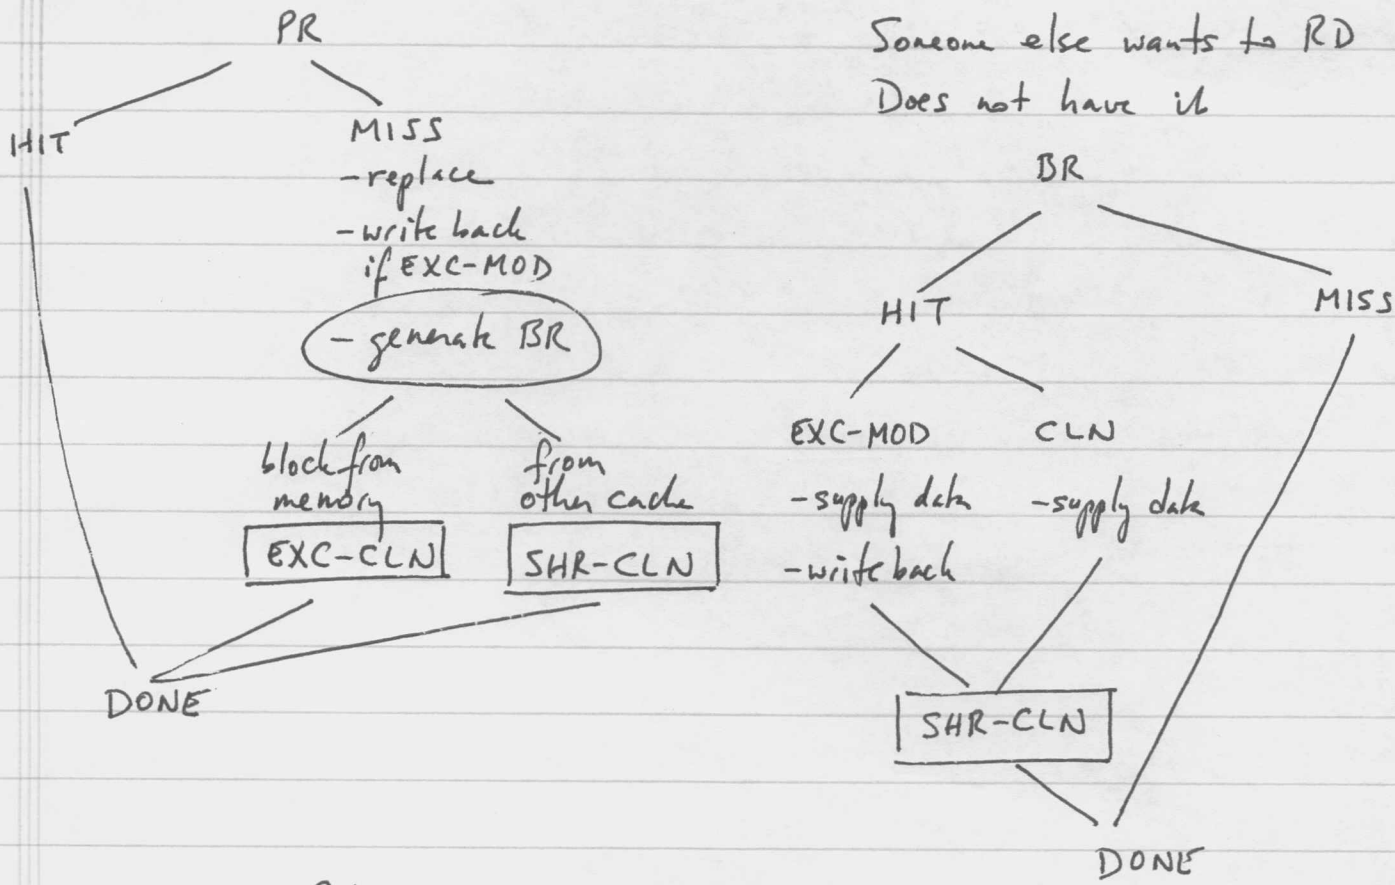 PR
HIT
MISS
-replace
-write back
if EXC-MOD
- generate BR
block from
memory
EXC-CLN
from
other cache
SHR-CLN
DONE
Someone else wants to RD
Does not have it
BR
HIT
MISS
EXC-MOD
-supply data
-write back
CLN
-supply data
SHR-CLN
DONE